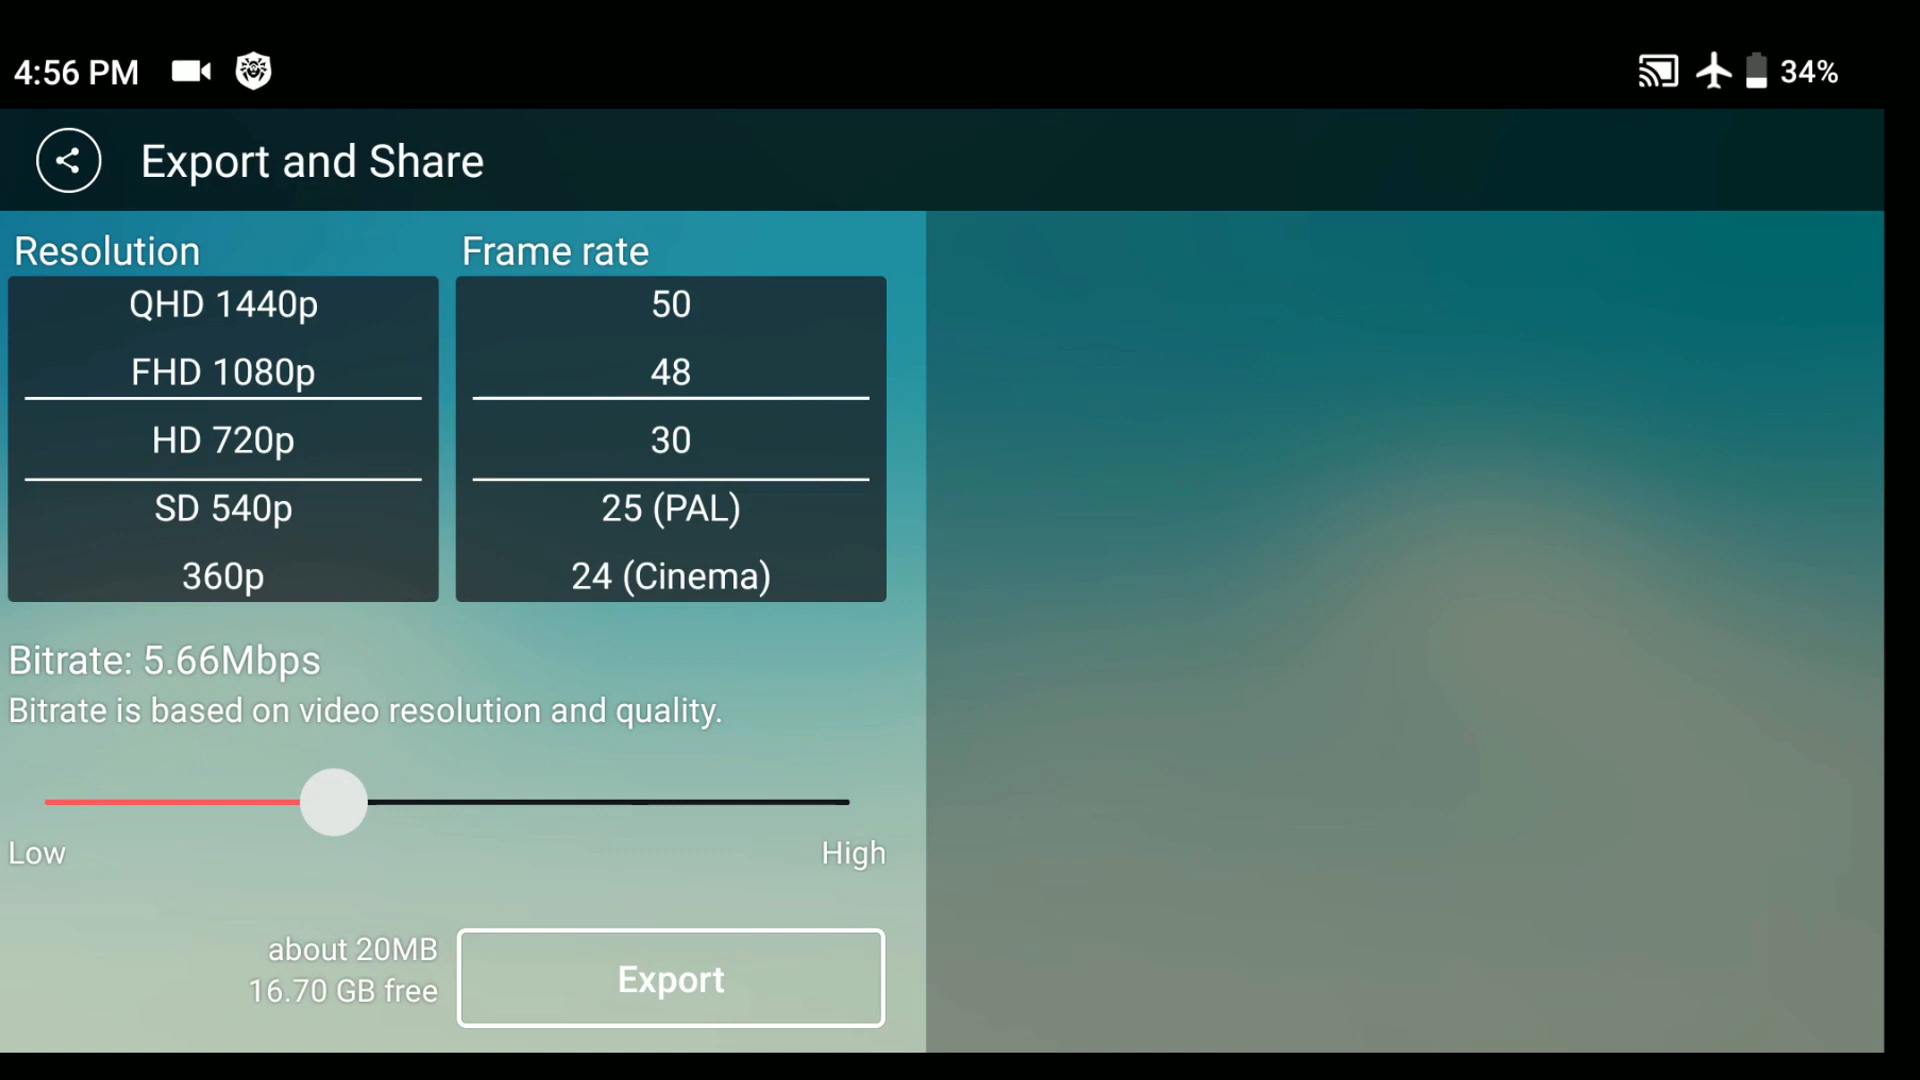 4:56 PM
34%
Export and Share
Resolution
QHD 1440p
FHD 1080p
HD 720p
SD 540p
360p
Frame rate
50
48
30
25 (PAL)
24 (Cinema)
Bitrate: 5.66Mbps
Bitrate is based on video resolution and quality.
Low
High
about 20MB
16.70 GB free
Export